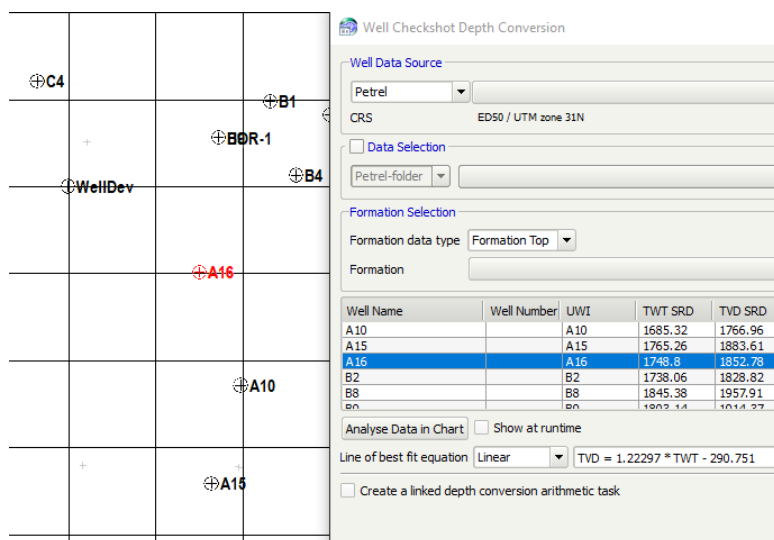 C4
B1
BOR-1
B4
WellDev
A16
A10
A15
Well Checkshot Depth Conversion
Well Data Source
Petrel
CRS ED50 / UTM zone 31N
Data Selection
Petrel-folder
Formation Selection
Formation data type Formation Top
Formation
Well Name Well Number UWI TWT SRD TVD SRD
A10 A10 1685.32 1766.96
A15 A15 1765.26 1883.61
A16 A16 1748.8 1852.78
B2 B2 1738.06 1828.82
B8 B8 1845.38 1957.91
Analyse Data in Chart Show at runtime
Line of best fit equation Linear TVD = 1.22297 * TWT - 290.751
Create a linked depth conversion arithmetic task